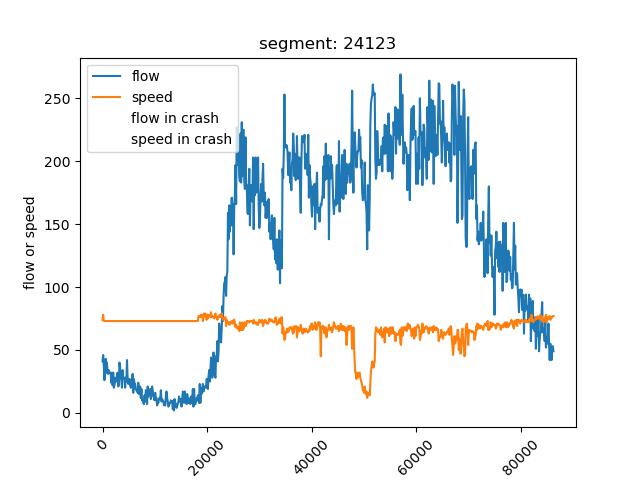 segment: 24123
flow
speed
flow in crash
speed in crash
flow or speed
250
200
150
100
50
0
0
20000
40000
60000
80000